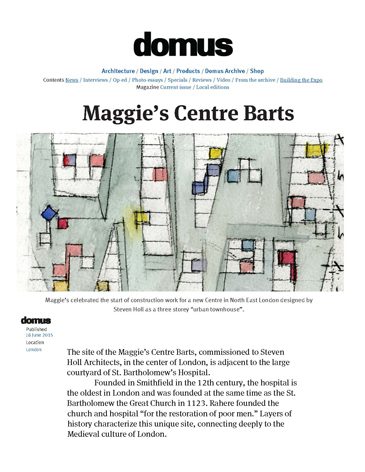 domus
Architecture / Design / Art / Products / Domus Archive / Shop
Contents News / Interviews / Op-ed / Photo-essays / Specials / Reviews / Video / From the archive / Building the Expo
Magazine Current issue / Local editions
Maggie's Centre Barts
Maggie's celebrated the start of construction work for a new Centre in North East London designed by
Steven Holl as a three storey "urban townhouse".
domus
Published
16 June 2015
Location
London
The site of the Maggie's Centre Barts, commissioned to Steven
Holl Architects, in the center of London, is adjacent to the large
courtyard of St. Bartholomew's Hospital.
Founded in Smithfield in the 12th century, the hospital is
the oldest in London and was founded at the same time as the St.
Bartholomew the Great Church in 1123. Rahere founded the
church and hospital "for the restoration of poor men." Layers of
history characterize this unique site, connecting deeply to the
Medieval culture of London.